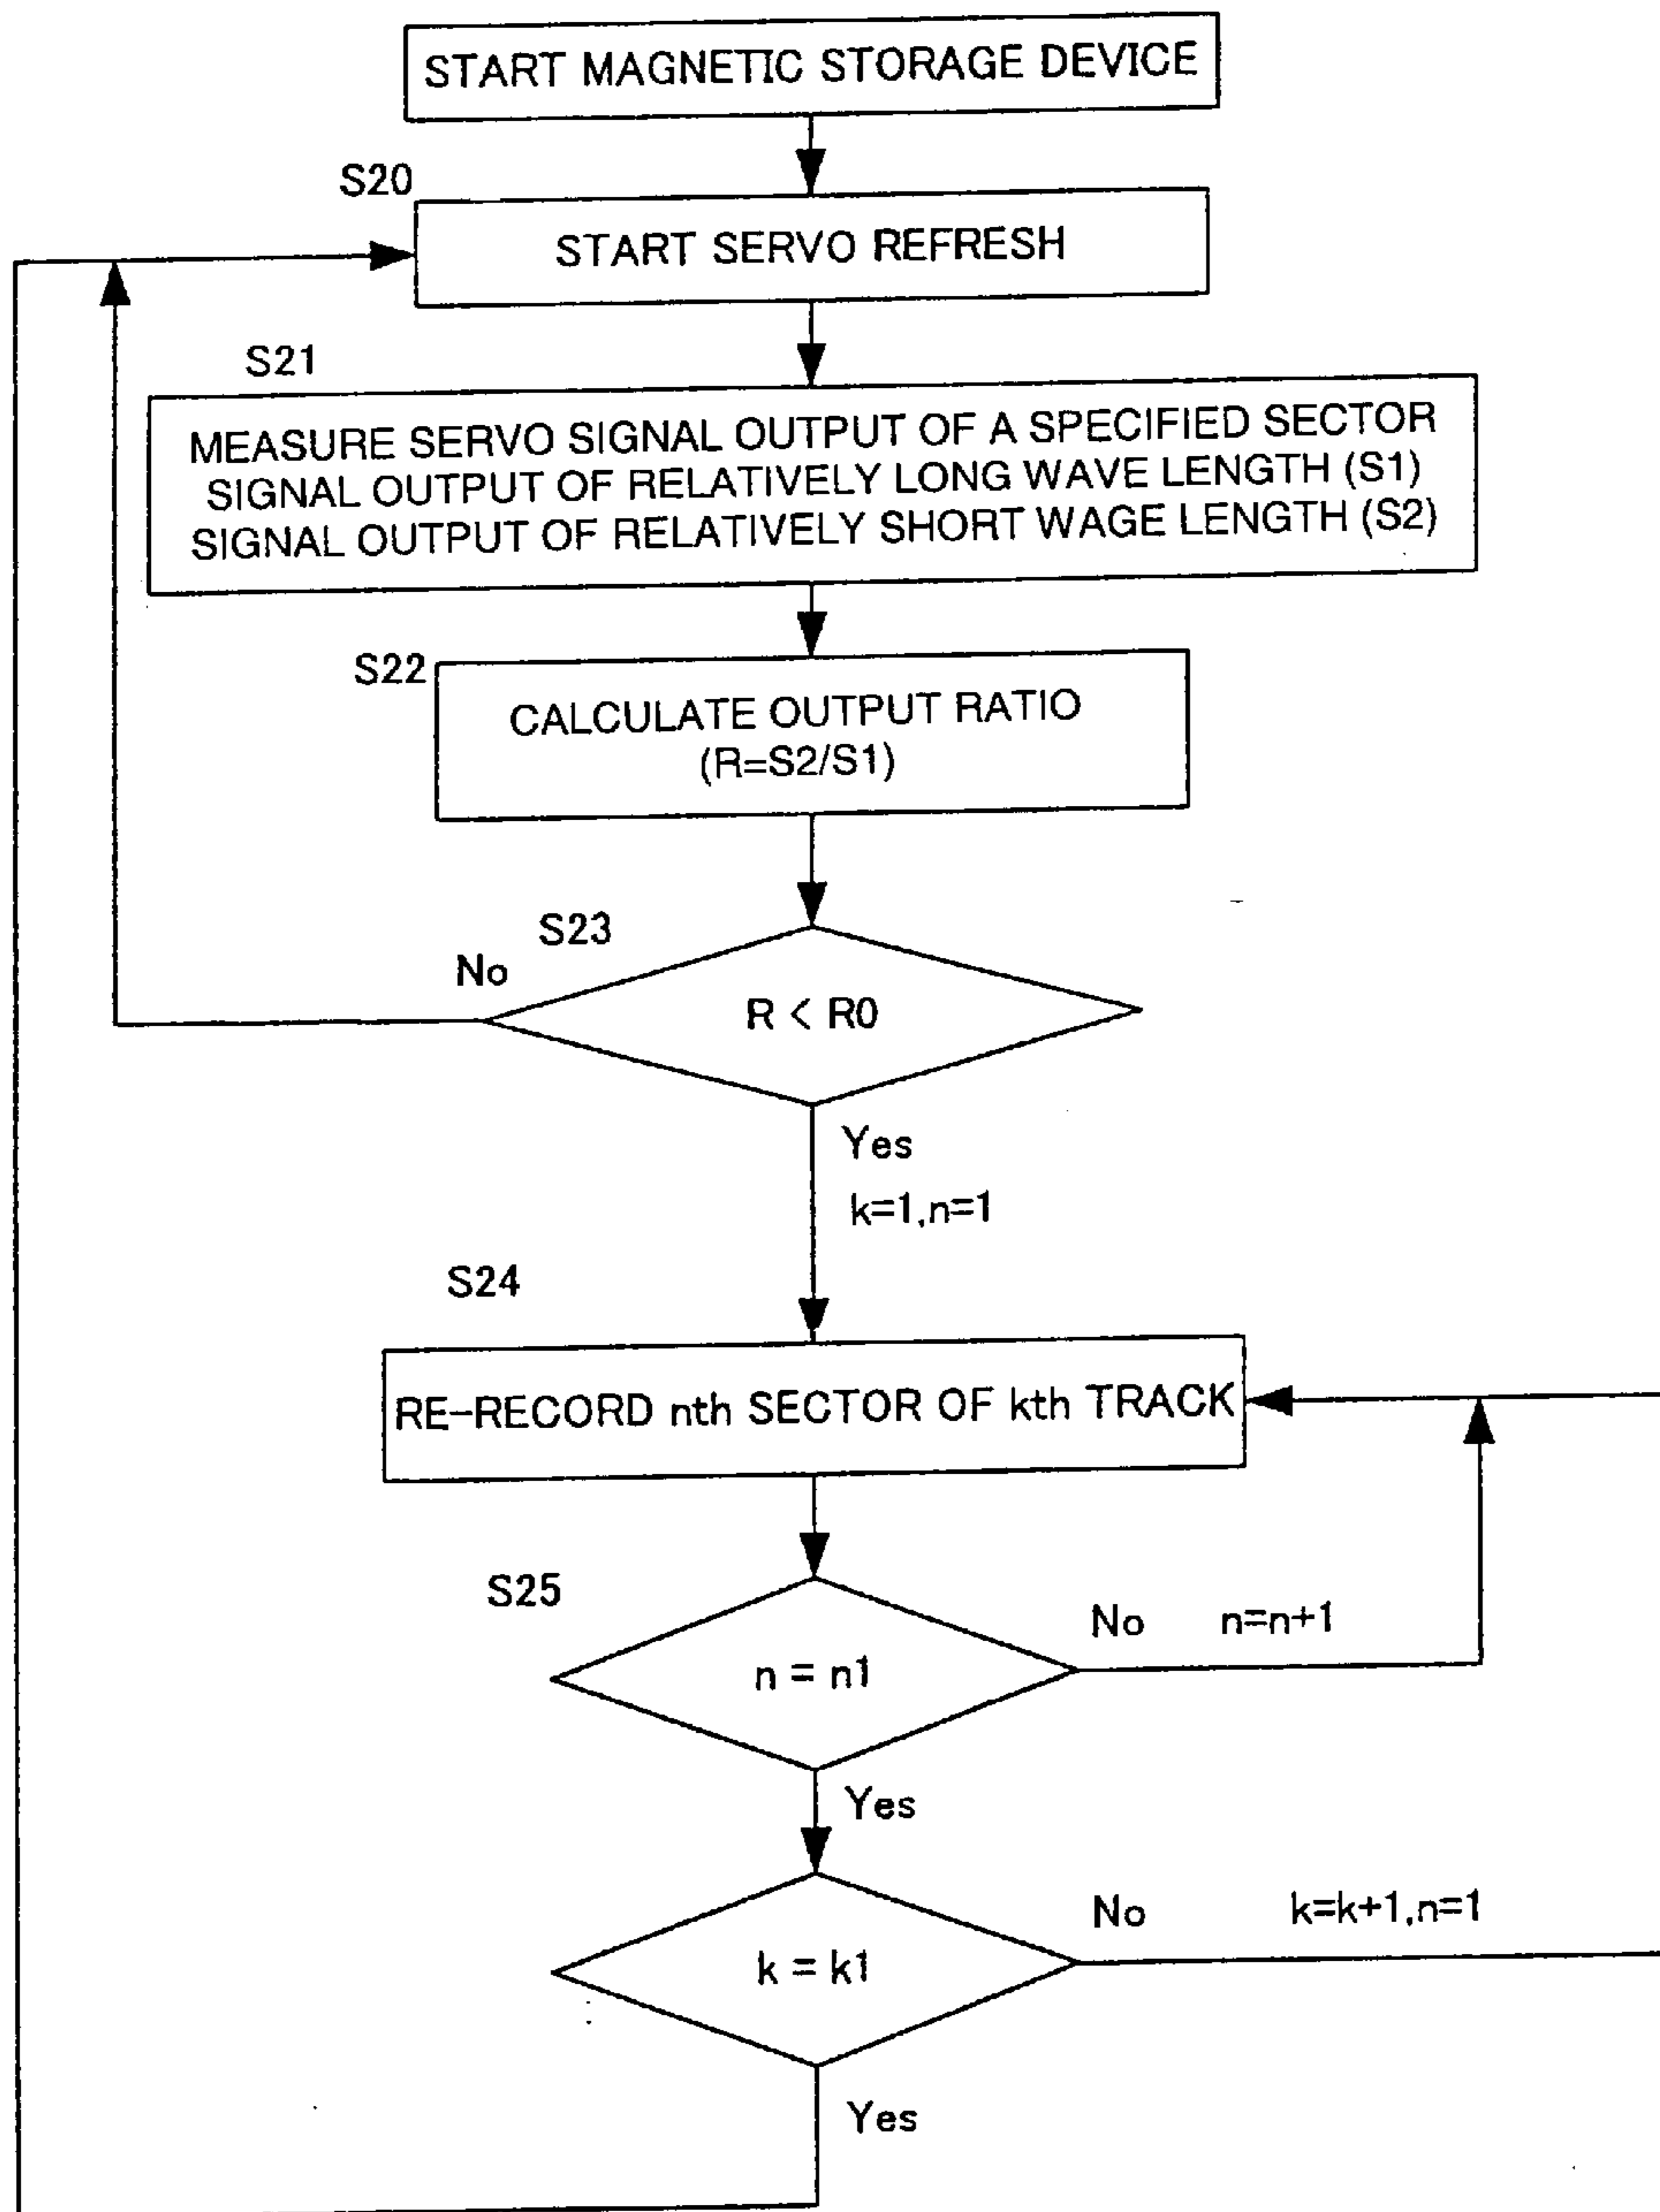 START MAGNETIC STORAGE DEVICE
S20
START SERVO REFRESH
S21
MEASURE SERVO SIGNAL OUTPUT OF A SPECIFIED SECTOR
SIGNAL OUTPUT OF RELATIVELY LONG WAVE LENGTH (S1)
SIGNAL OUTPUT OF RELATIVELY SHORT WAGE LENGTH (S2)
S22
CALCULATE OUTPUT RATIO
(R=S2/S1)
S23
No
R < R0
Yes
k=1,n=1
S24
RE-RECORD nth SECTOR OF kth TRACK
S25
No n=n+1
n = n1
Yes
No k=k+1,n=1
k = k1
Yes